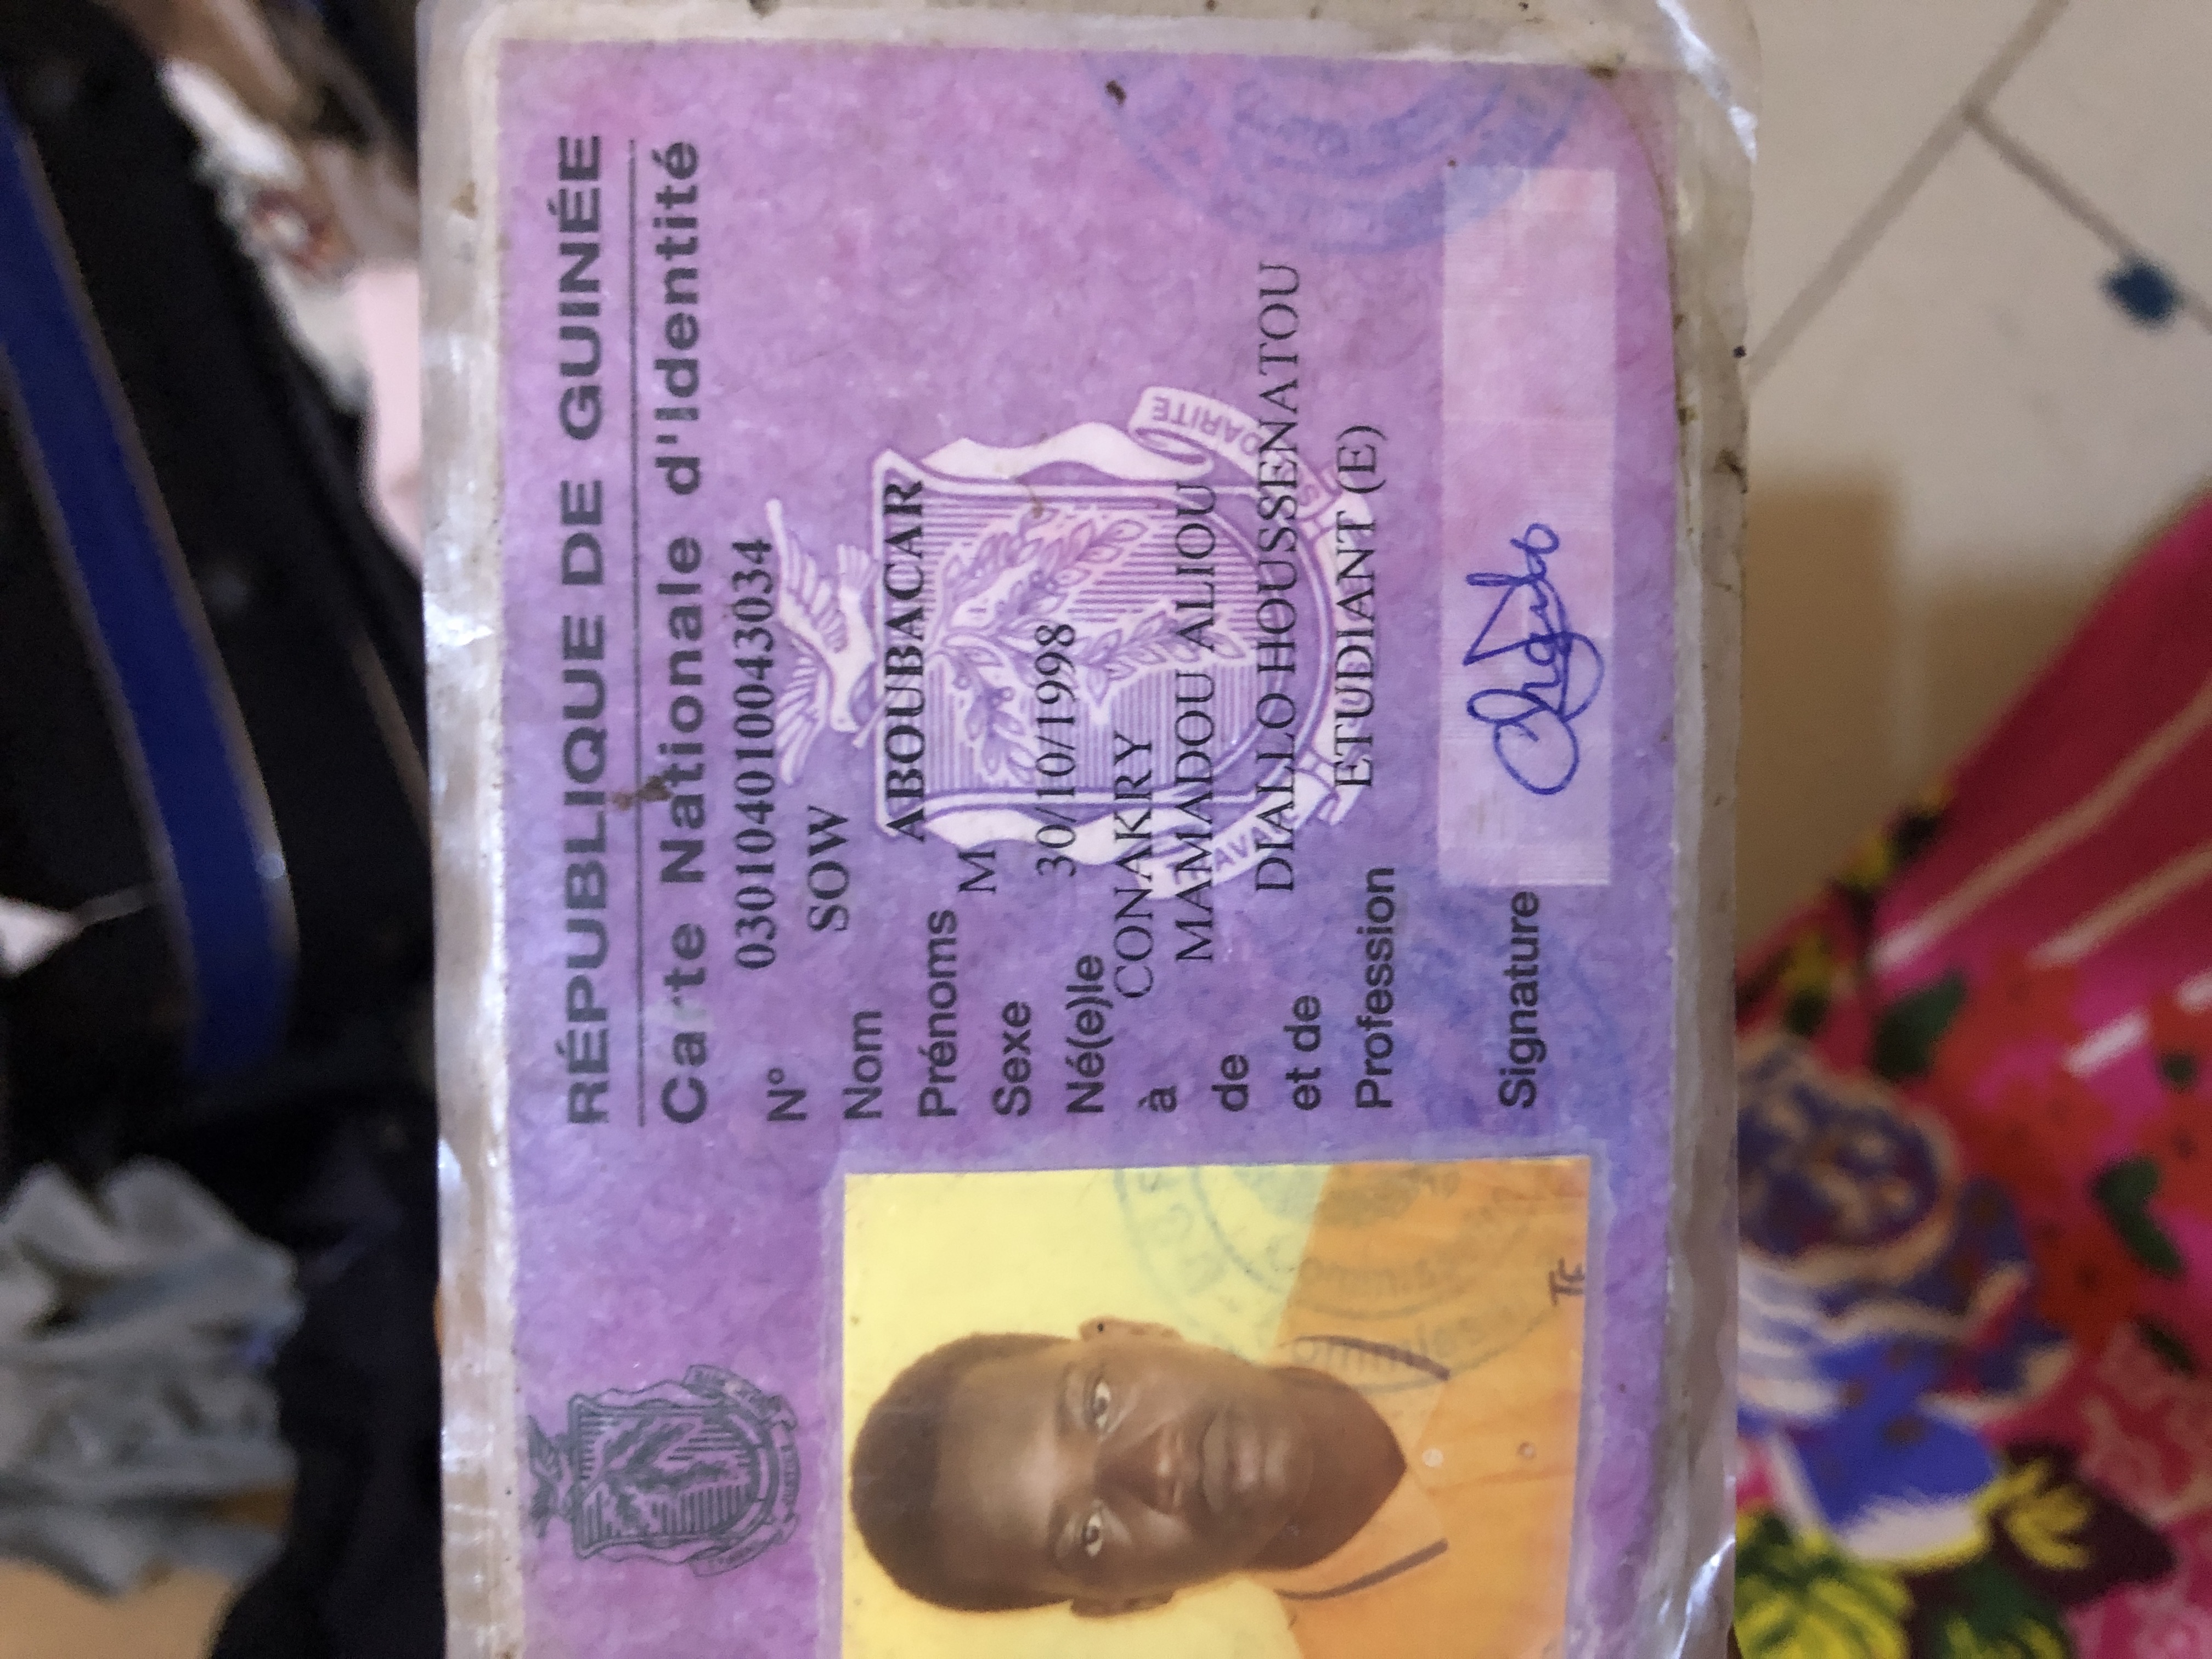 RÉPUBLIQUE DE GUINÉE
Carte Nationale d'Identité
N° 030104010043034
Nom SOW
Prénoms ABOUBACAR
Sexe M
Né(e)le 30/10/1998
à CONAKRY
de MAMADOU ALIOU
et de DIALLO HOUSSENATOU
Profession ETUDIANT (E)
Signature
TF